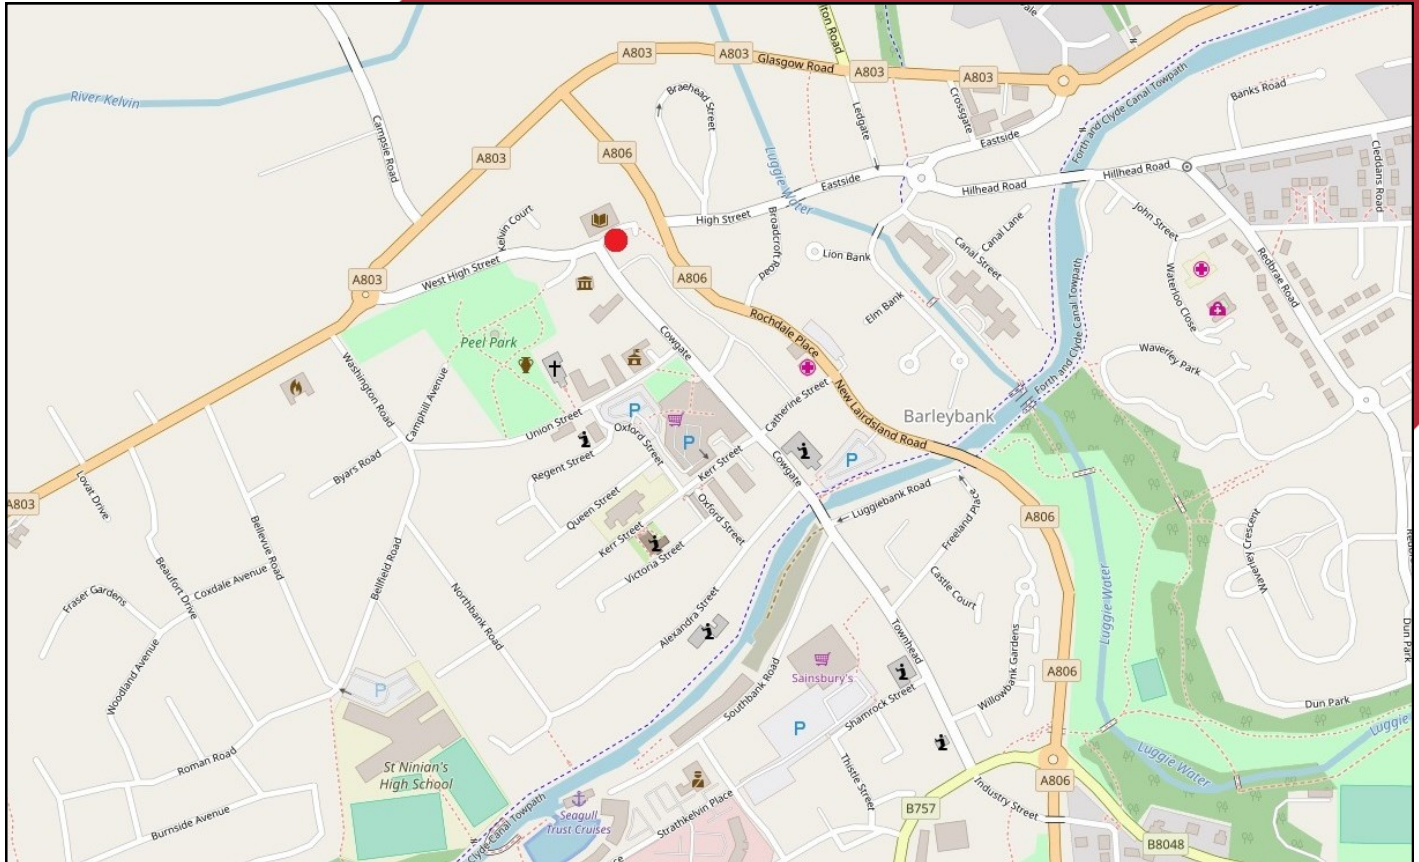 A803
A803
Glasgow Road
A803
A803
Banks Road
River Kelvin
Campsie Road
Braehead Street
Ledgate
Crossgate
Eastside
Forth and Clyde Canal Towpath
Cleddans Road
A803
A806
Luggie Water
Eastside
Hilhead Road
Hillhead Road
High Street
Kelvin Court
Broadcroft Road
Canal Lane
Canal Street
John Street
Redbrae Road
West High Street
A803
A806
Lion Bank
Waterloo Close
Forth and Clyde Canal Towpath
Elm Bank
Rochdale Place
Cowgate
Peel Park
Washington Road
Camphill Avenue
Waverley Park
New Lairdsland Road
Catherine Street
Barleybank
P
Union Street
Oxford Street
P
Byars Road
Regent Street
Kerr Street
Cowgate
P
Lovat Drive
Bellevue Road
Queen Street
Oxford Street
Luggiebank Road
A803
A806
Kerr Street
Victoria Street
Freeland Place
Waverley Crescent
Beaufort Drive
Coxdale Avenue
Bellfield Road
Northbank Road
Castle Court
Fraser Gardens
Alexandra Street
Townhead
Luggie Water
Dun Park
Woodland Avenue
Southbank Road
Sainsbury's
Willowbank Gardens
A806
P
Shamrock Street
P
Dun Park
Roman Road
St Ninian's
High School
Thistle Street
Luggie Water
Luggie
Industry Street
A806
Seagull
Trust Cruises
Strathkelvin Place
B757
Burnside Avenue
Clyde Canal Towpath
B8048